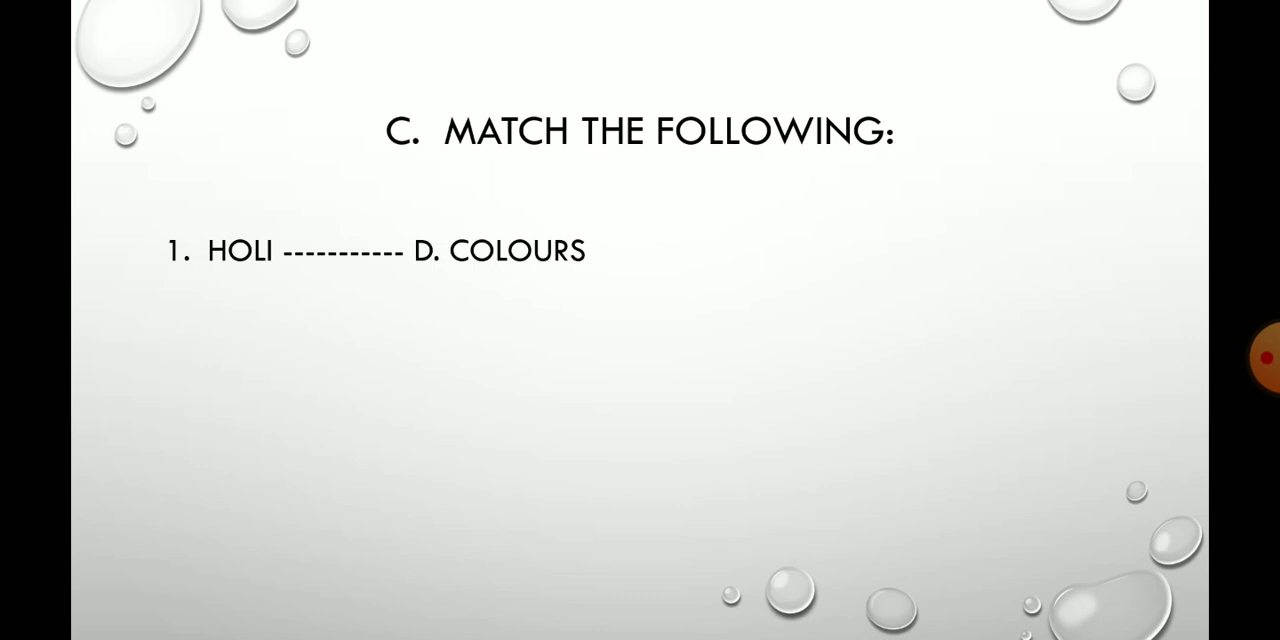 C. MATCH THE FOLLOWING:
1. HOLI ----------- D. COLOURS